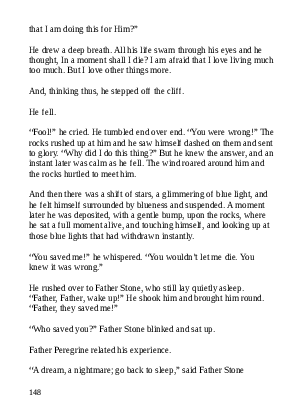 that I am doing this for Him?”
He drew a deep breath. All his life swam through his eyes and he
thought, In a moment shall I die? I am afraid that I love living much
too much. But I love other things more.
And, thinking thus, he stepped off the cliff.
He fell.
“Fool!” he cried. He tumbled end over end. “You were wrong!” The
rocks rushed up at him and he saw himself dashed on them and sent
to glory. “Why did I do this thing?” But he knew the answer, and an
instant later was calm as he fell. The wind roared around him and
the rocks hurtled to meet him.
And then there was a shift of stars, a glimmering of blue light, and
he felt himself surrounded by blueness and suspended. A moment
later he was deposited, with a gentle bump, upon the rocks, where
he sat a full moment alive, and touching himself, and looking up at
those blue lights that had withdrawn instantly.
“You saved me!” he whispered. “You wouldn't let me die. You
knew it was wrong.”
He rushed over to Father Stone, who still lay quietly asleep.
“Father, Father, wake up!” He shook him and brought him round.
“Father, they saved me!”
“Who saved you?” Father Stone blinked and sat up.
Father Peregrine related his experience.
“A dream, a nightmare; go back to sleep,” said Father Stone
148